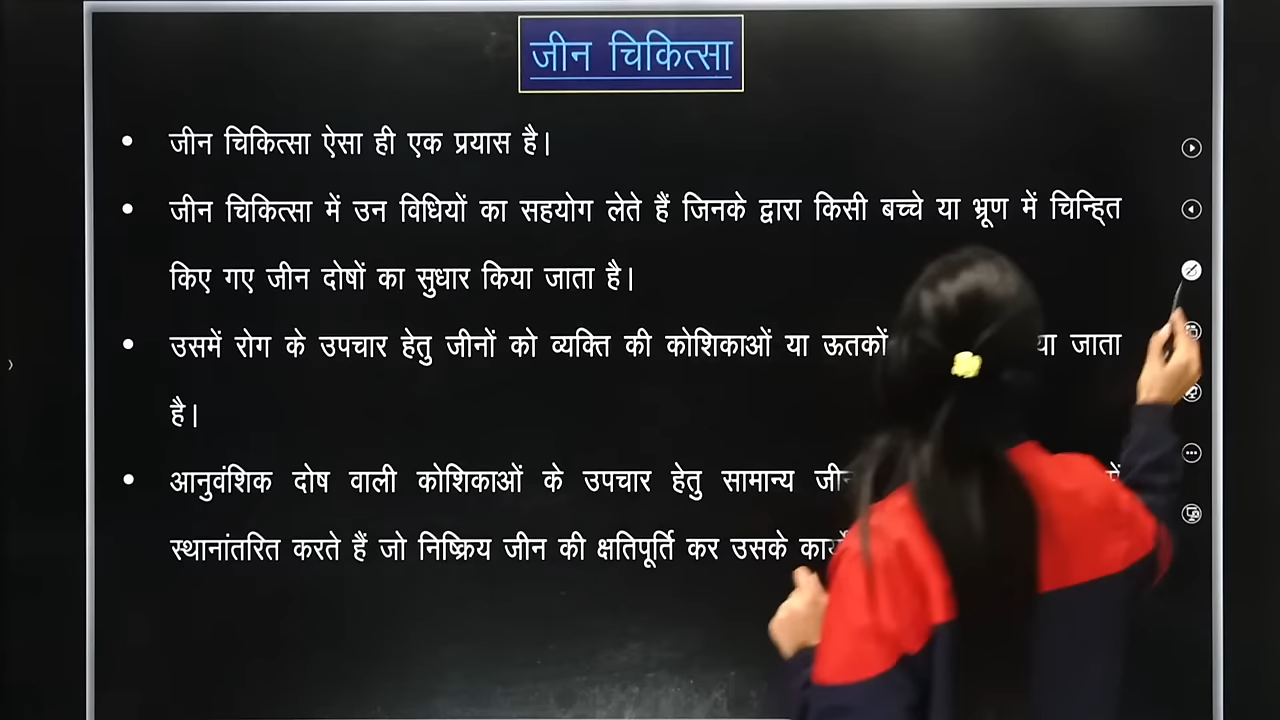 जीन चिकित्सा
• जीन चिकित्सा ऐसा ही एक प्रयास है।
• जीन चिकित्सा में उन विधियों का सहयोग लेते हैं जिनके द्वारा किसी बच्चे या भ्रूण में चिन्हित
किए गए जीन दोषों का सुधार किया जाता है।
• उसमें रोग के उपचार हेतु जीनों को व्यक्ति की कोशिकाओं या ऊतकों जाता
है।
• आनुवंशिक दोष वाली कोशिकाओं के उपचार हेतु सामान्य
स्थानांतरित करते हैं जो निष्क्रिय जीन की क्षतिपूर्ति कर उसके